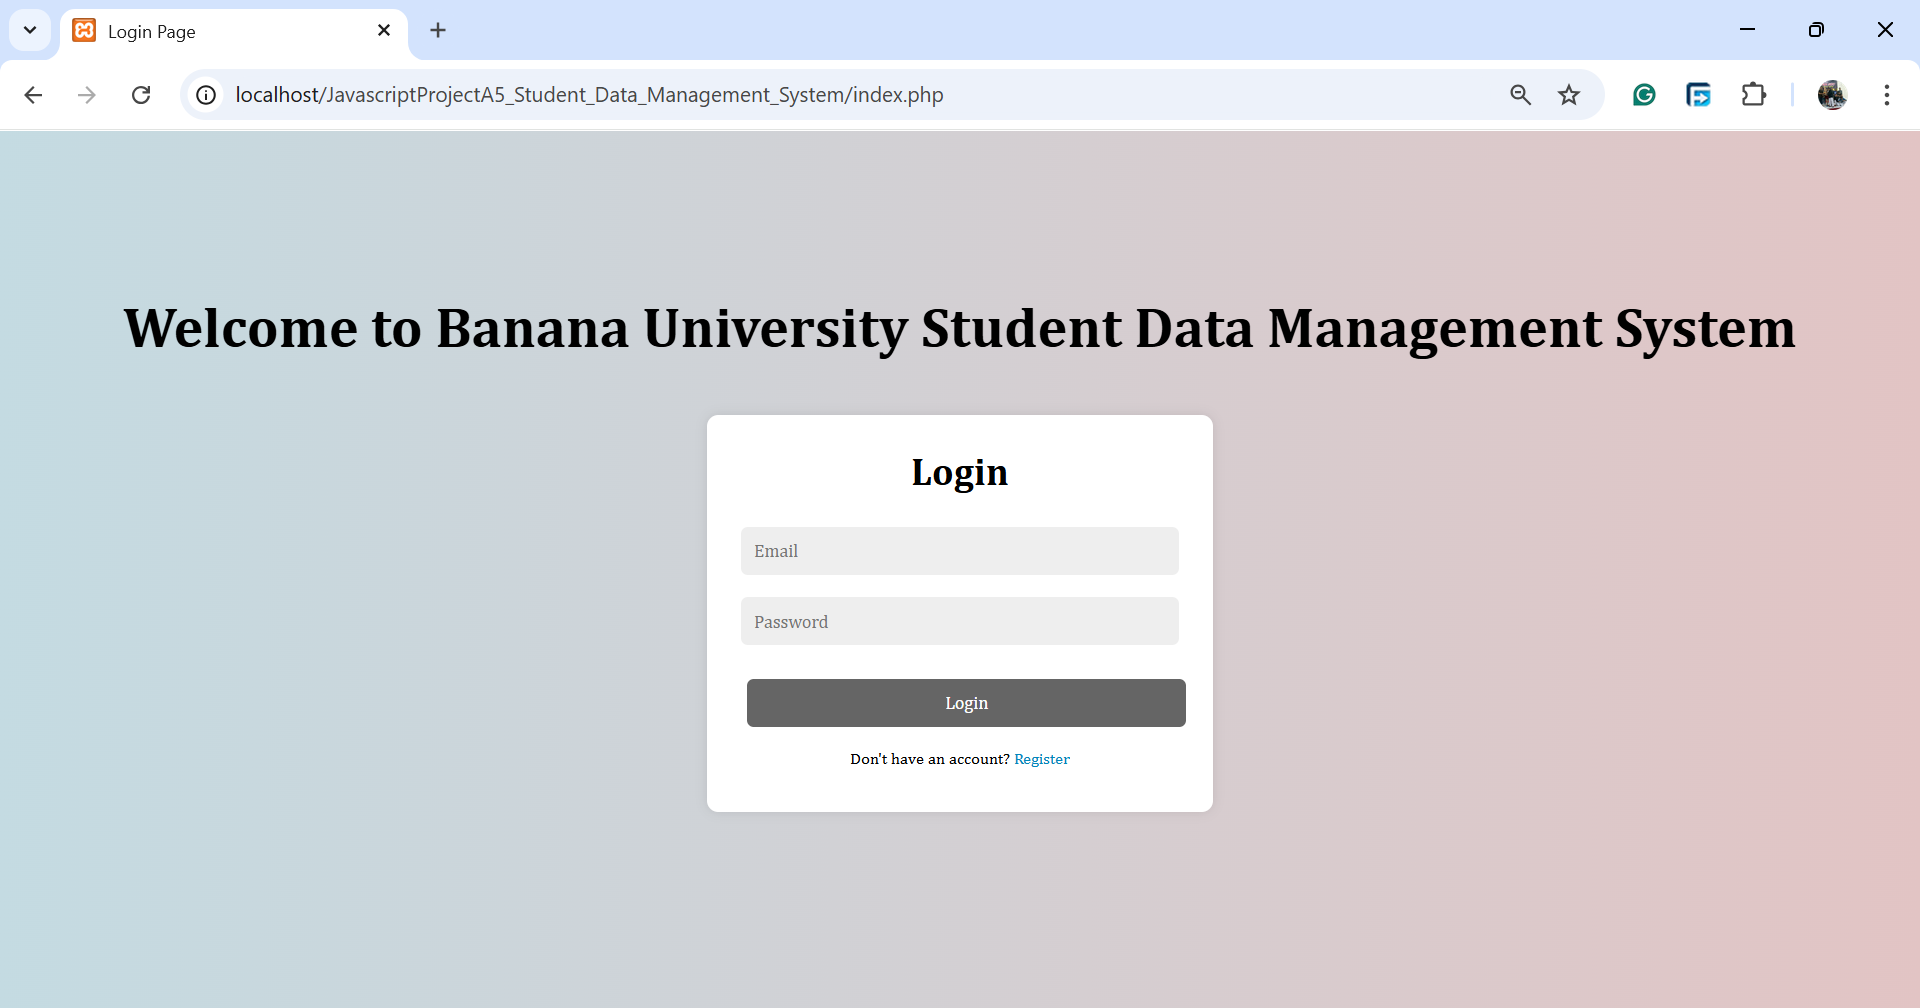 Login Page
localhost/JavascriptProjectA5_Student_Data_Management_System/index.php
Welcome to Banana University Student Data Management System
Login
Email
Password
Login
Don't have an account? Register